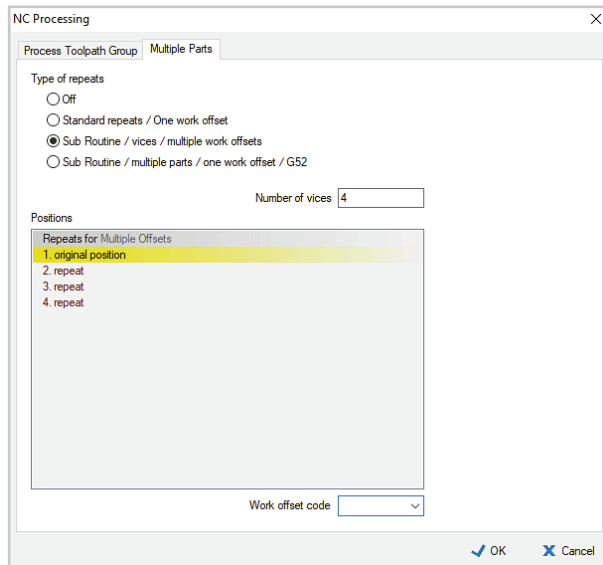 NC Processing
Process Toolpath Group Multiple Parts
Type of repeats
Off
Standard repeats / One work offset
Sub Routine / vices / multiple work offsets
Sub Routine / multiple parts / one work offset / G52
Number of vices 4
Positions
Repeats for Multiple Offsets
1. original position
2. repeat
3. repeat
4. repeat
Work offset code
OK Cancel